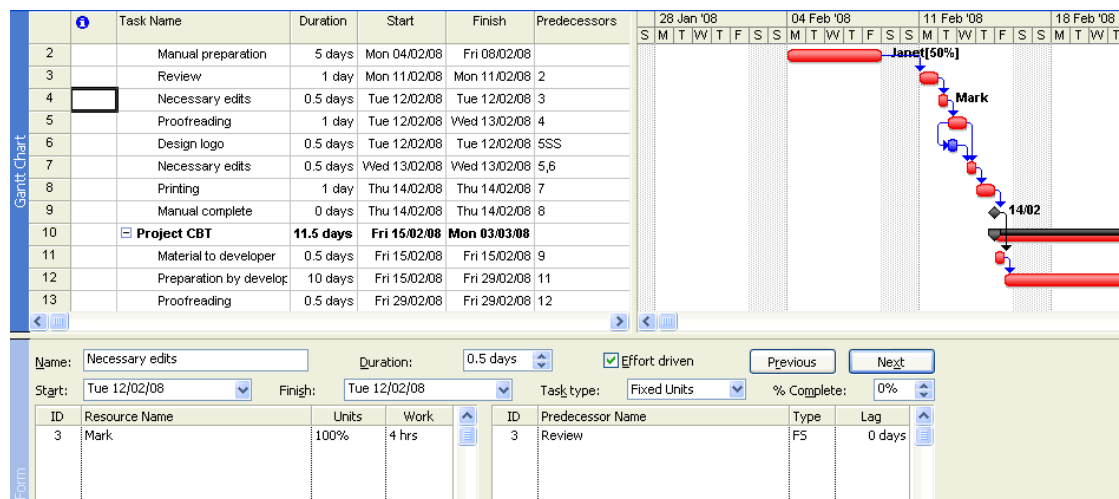 Task Name Duration Start Finish Predecessors 28 Jan '08 04 Feb '08 11 Feb '08 18 Feb '08
S M T W T F S S M T W T F S S M T W T F S S M T
2 Manual preparation 5 days Mon 04/02/08 Fri 08/02/08 Janet[50%]
3 Review 1 day Mon 11/02/08 Mon 11/02/08 2
4 Necessary edits 0.5 days Tue 12/02/08 Tue 12/02/08 3 Mark
5 Proofreading 1 day Tue 12/02/08 Wed 13/02/08 4
6 Design logo 0.5 days Tue 12/02/08 Tue 12/02/08 5SS
7 Necessary edits 0.5 days Wed 13/02/08 Wed 13/02/08 5,6
8 Printing 1 day Thu 14/02/08 Thu 14/02/08 7
9 Manual complete 0 days Thu 14/02/08 Thu 14/02/08 8 14/02
10 Project CBT 11.5 days Fri 15/02/08 Mon 03/03/08
11 Material to developer 0.5 days Fri 15/02/08 Fri 15/02/08 9
12 Preparation by develop 10 days Fri 15/02/08 Fri 29/02/08 11
13 Proofreading 0.5 days Fri 29/02/08 Fri 29/02/08 12
Gantt Chart
Name: Necessary edits Duration: 0.5 days Effort driven Previous Next
Start: Tue 12/02/08 Finish: Tue 12/02/08 Task type: Fixed Units % Complete: 0%
ID Resource Name Units Work ID Predecessor Name Type Lag
3 Mark 100% 4 hrs 3 Review FS 0 days
Form